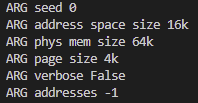 ARG seed 0
ARG address space size 16k
ARG phys mem size 64k
ARG page size 4k
ARG verbose False
ARG addresses -1